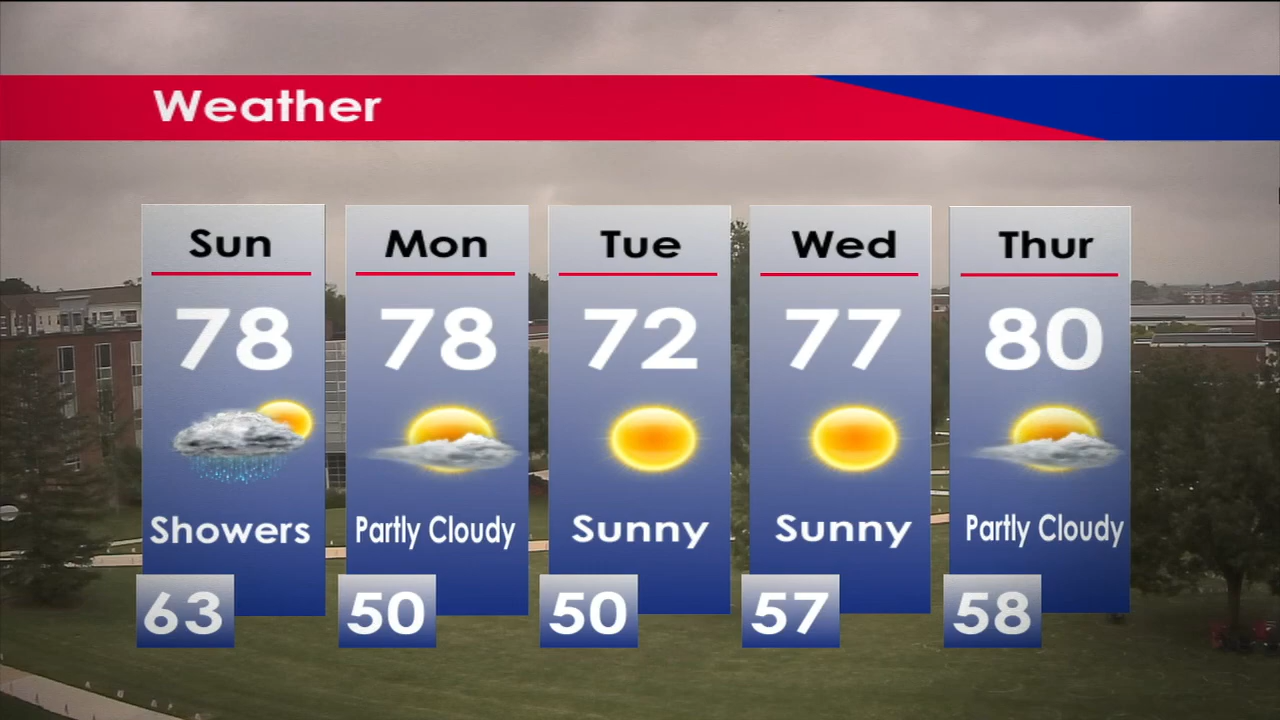 Weather
Sun
78
Showers
63
Mon
78
Partly Cloudy
50
Tue
72
Sunny
50
Wed
77
Sunny
57
Thur
80
Partly Cloudy
58